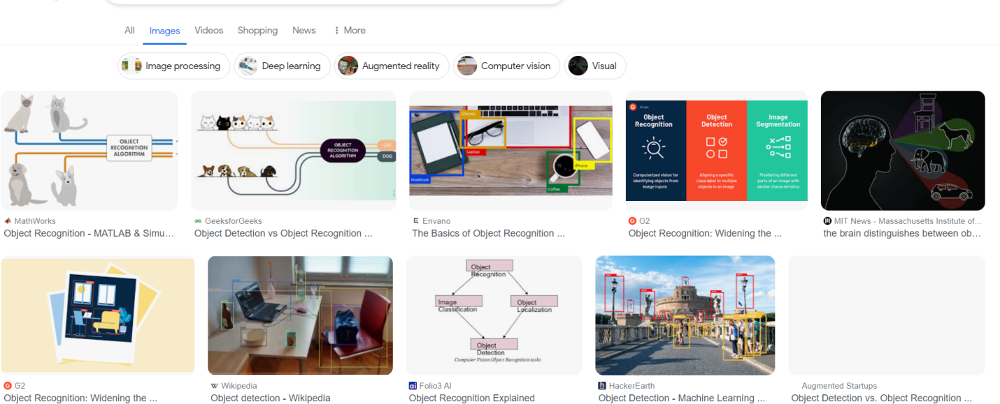 All Images Videos Shopping News More
Image processing Deep learning Augmented reality Computer vision Visual
OBJECT
RECOGNITION
ALGORITHM
OBJECT
RECOGNITION
ALGORITHM
CAT
DOG
Glasses
Laptop
iPhone
Notebook
Coffee
Object
Recognition
Computerized vision for
identifying objects from
image inputs
Object
Detection
Aligning a specific
class label to multiple
objects in an image
Image
Segmentation
Pixellating different
parts of an image with
similar characteristics
MathWorks
Object Recognition - MATLAB & Simu...
GeeksforGeeks
Object Detection vs Object Recognition ...
Envano
The Basics of Object Recognition ...
G2
Object Recognition: Widening the ...
MIT News - Massachusetts Institute of...
the brain distinguishes between ob...
Object
Recognition
Image
Classification
Object
Localization
Object
Detection
Computer Vision Object Recognition tasks
G2
Object Recognition: Widening the ...
W Wikipedia
Object detection - Wikipedia
ai Folio3 AI
Object Recognition Explained
h HackerEarth
Object Detection - Machine Learning ...
Augmented Startups
Object Detection vs. Object Recognition ...